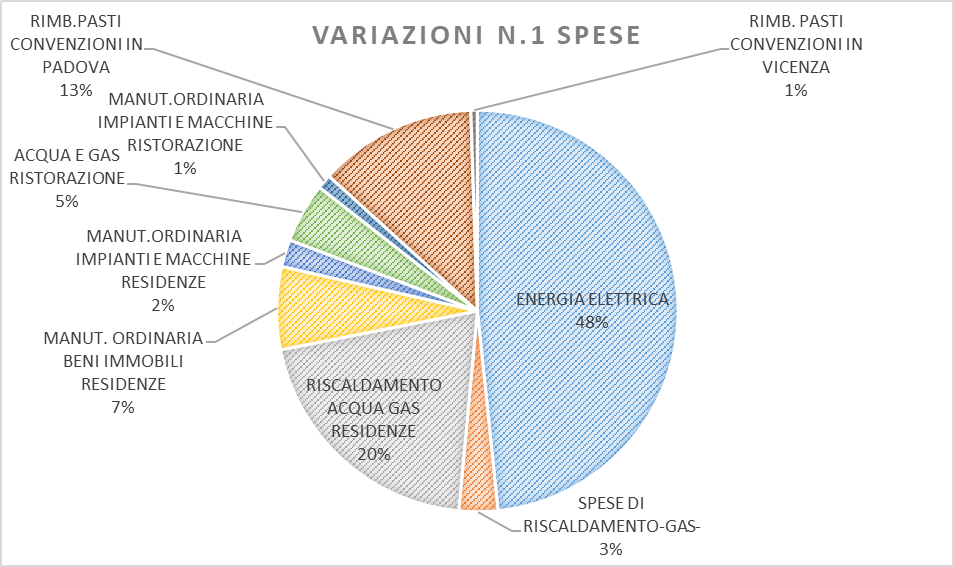 VARIAZIONI N.1 SPESE
RIMB.PASTI
CONVENZIONI IN
PADOVA
13%
RIMB. PASTI
CONVENZIONI IN
VICENZA
1%
MANUT.ORDINARIA
IMPIANTI E MACCHINE
RISTORAZIONE
1%
ACQUA E GAS
RISTORAZIONE
5%
MANUT.ORDINARIA
IMPIANTI E MACCHINE
RESIDENZE
2%
MANUT. ORDINARIA
BENI IMMOBILI
RESIDENZE
7%
ENERGIA ELETTRICA
48%
RISCALDAMENTO
ACQUA GAS
RESIDENZE
20%
SPESE DI
RISCALDAMENTO-GAS-
3%